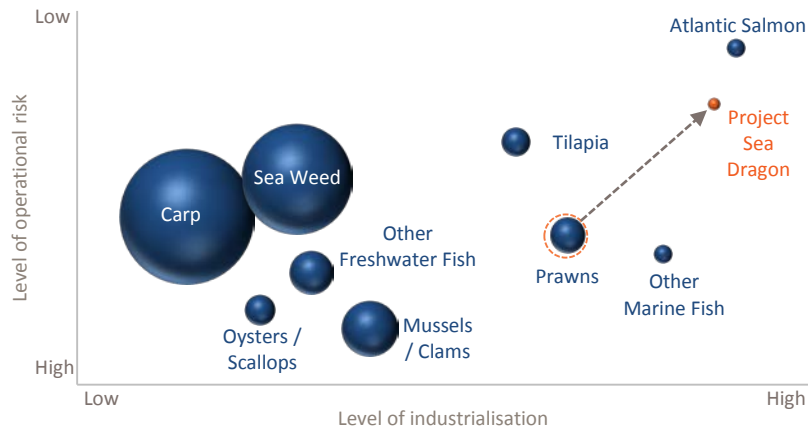 Low
Atlantic Salmon
Project
Sea
Dragon
Tilapia
Sea Weed
Carp
Other
Freshwater Fish
Prawns
Other
Marine Fish
Oysters /
Scallops
Mussels
/ Clams
Level of operational risk
High
Low
High
Level of industrialisation